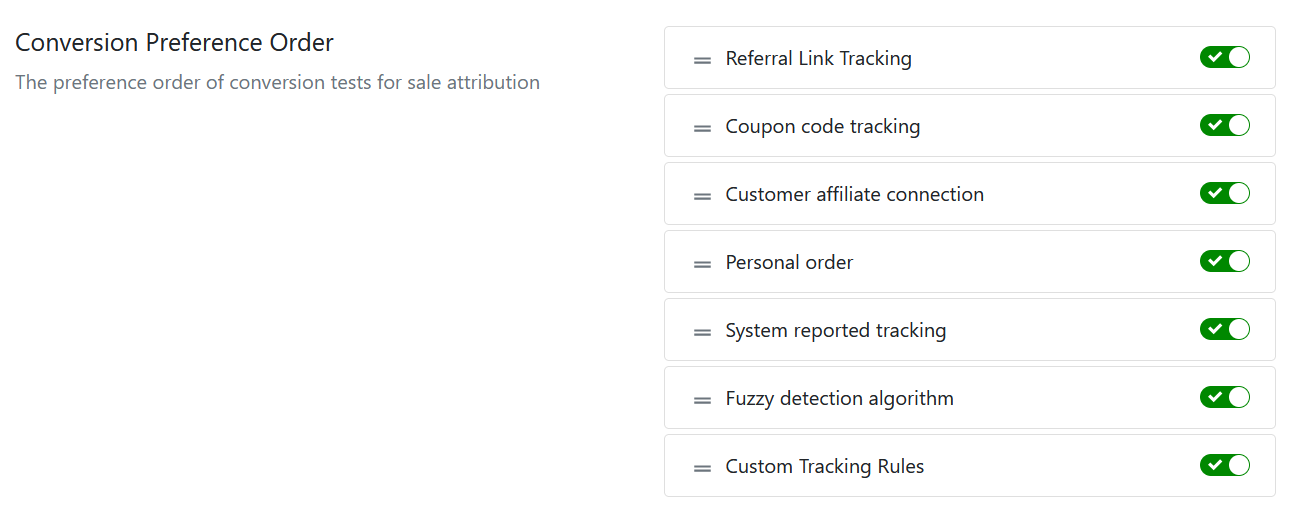 Conversion Preference Order
The preference order of conversion tests for sale attribution
Referral Link Tracking
Coupon code tracking
Customer affiliate connection
Personal order
System reported tracking
Fuzzy detection algorithm
Custom Tracking Rules